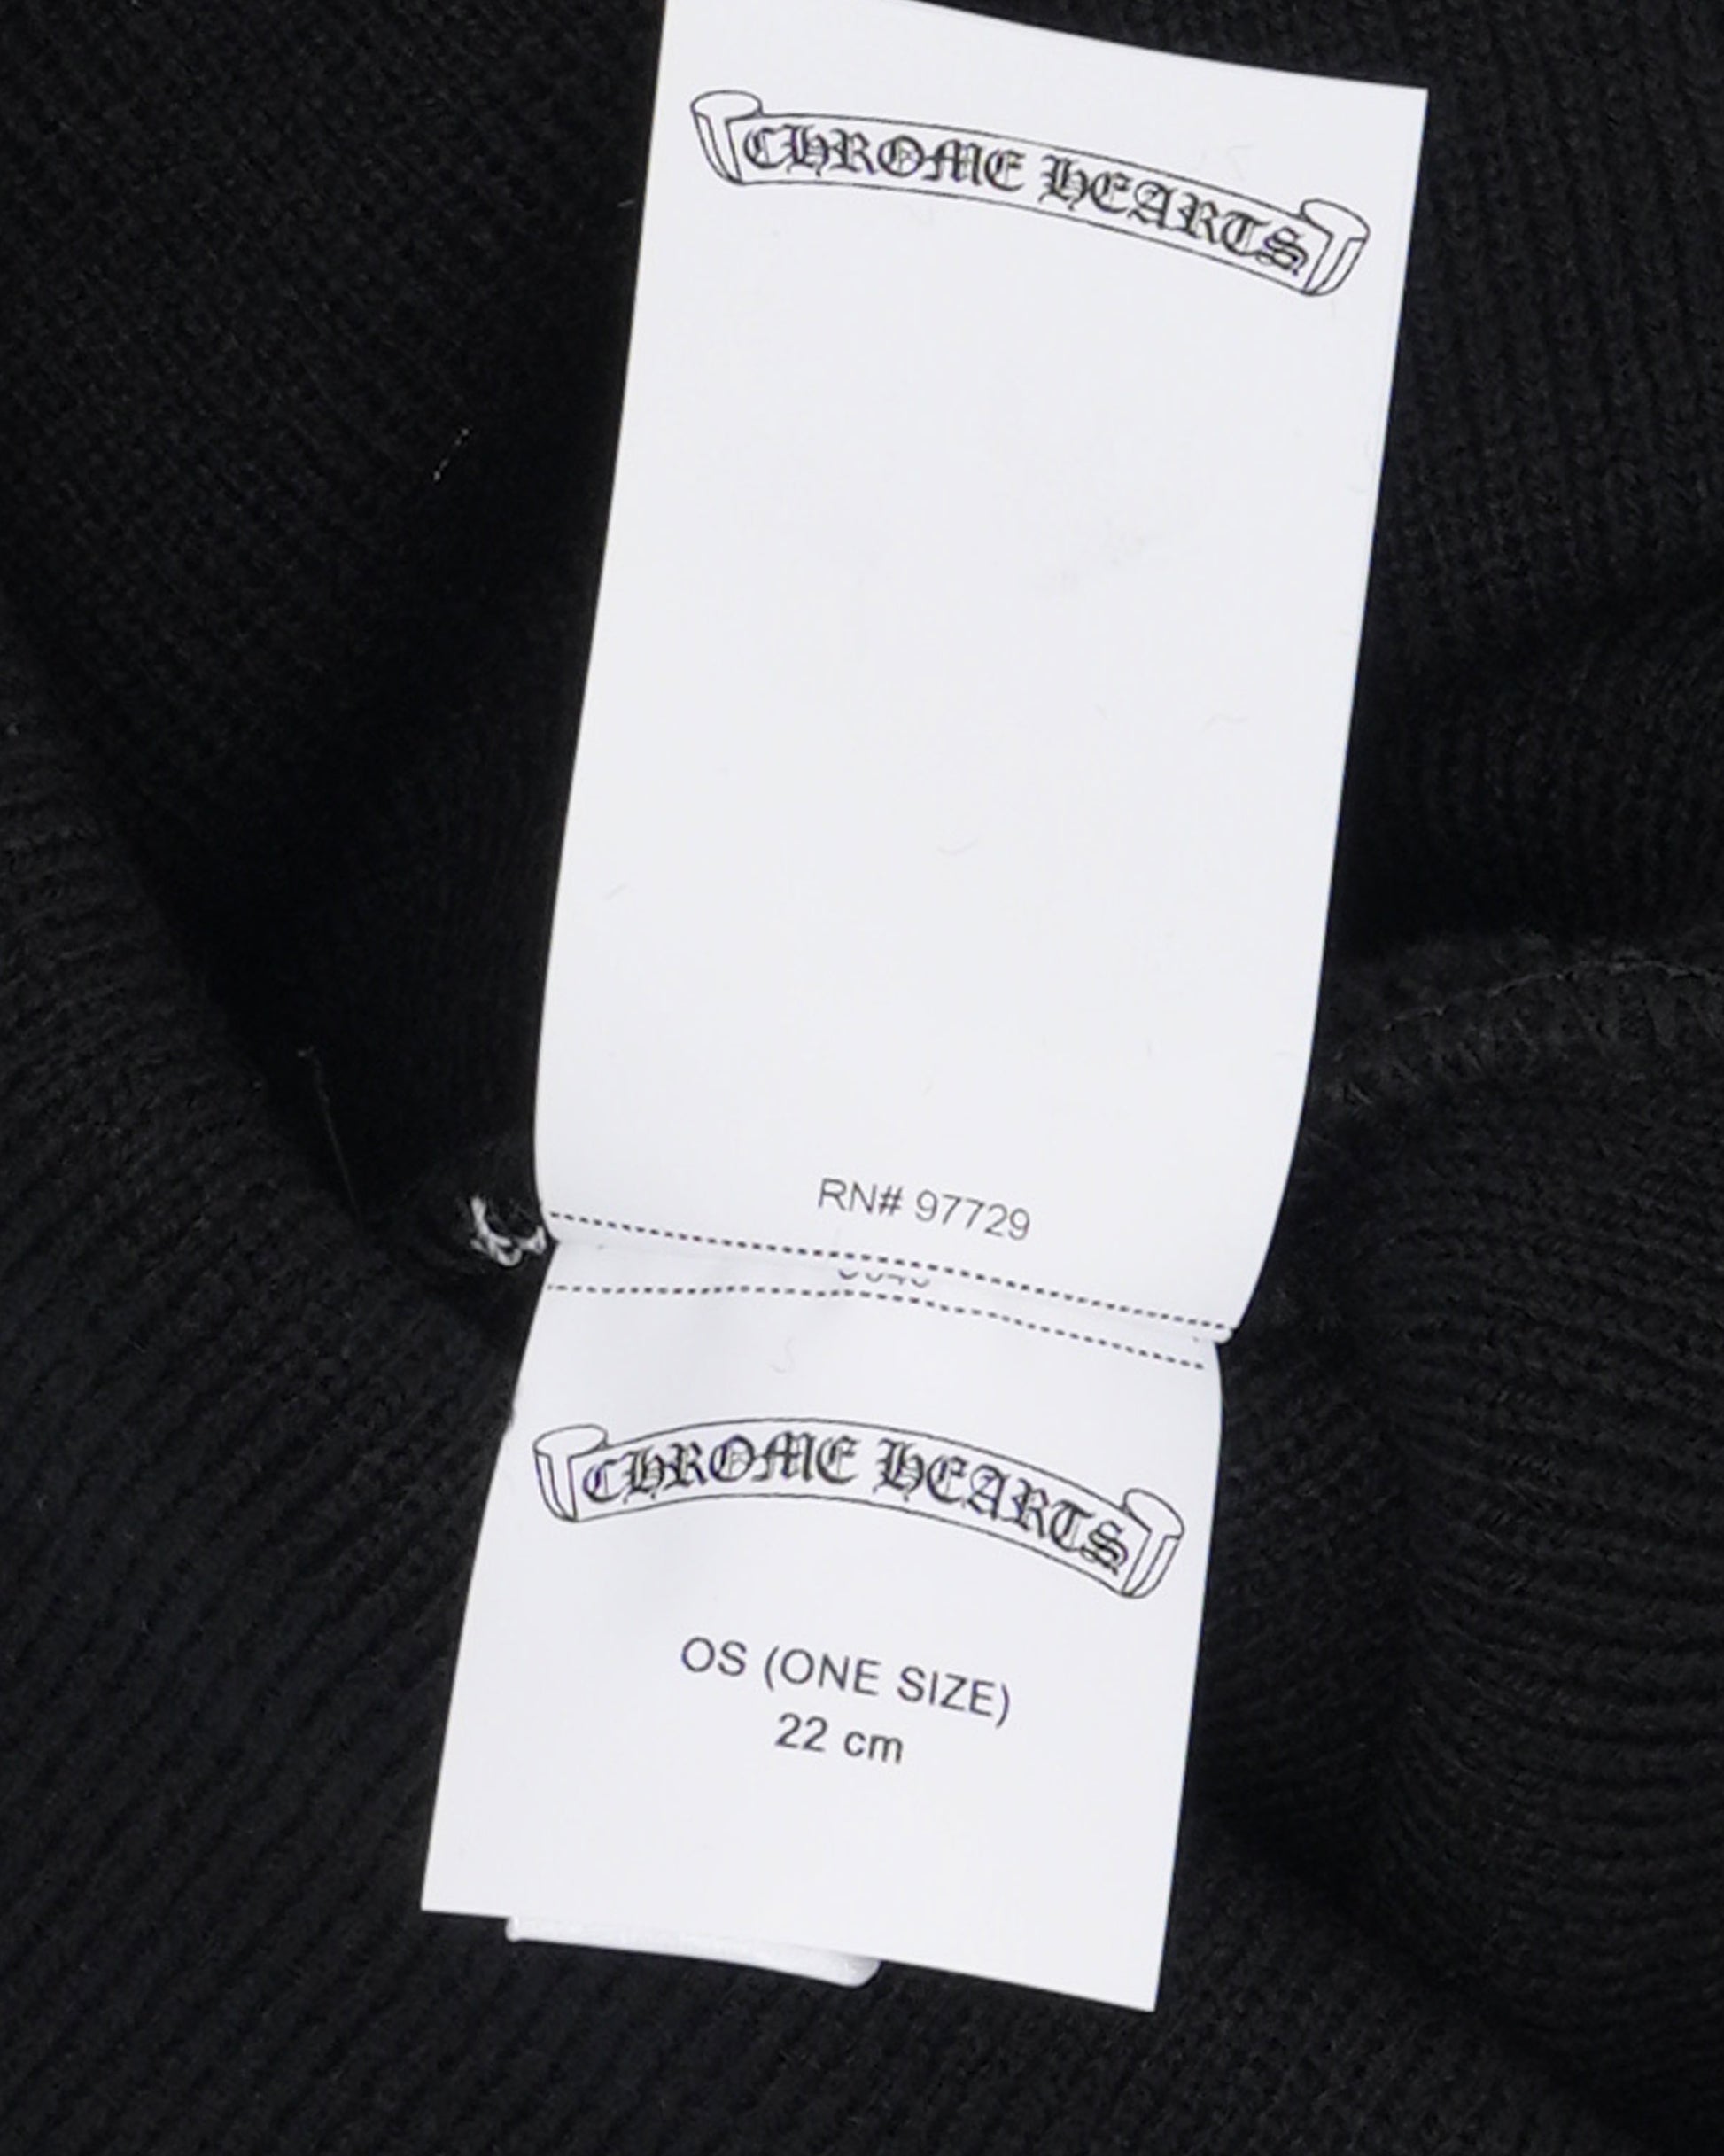 CHROME HEARTS
RN# 97729
CHROME HEARTS
OS (ONE SIZE)
22 cm